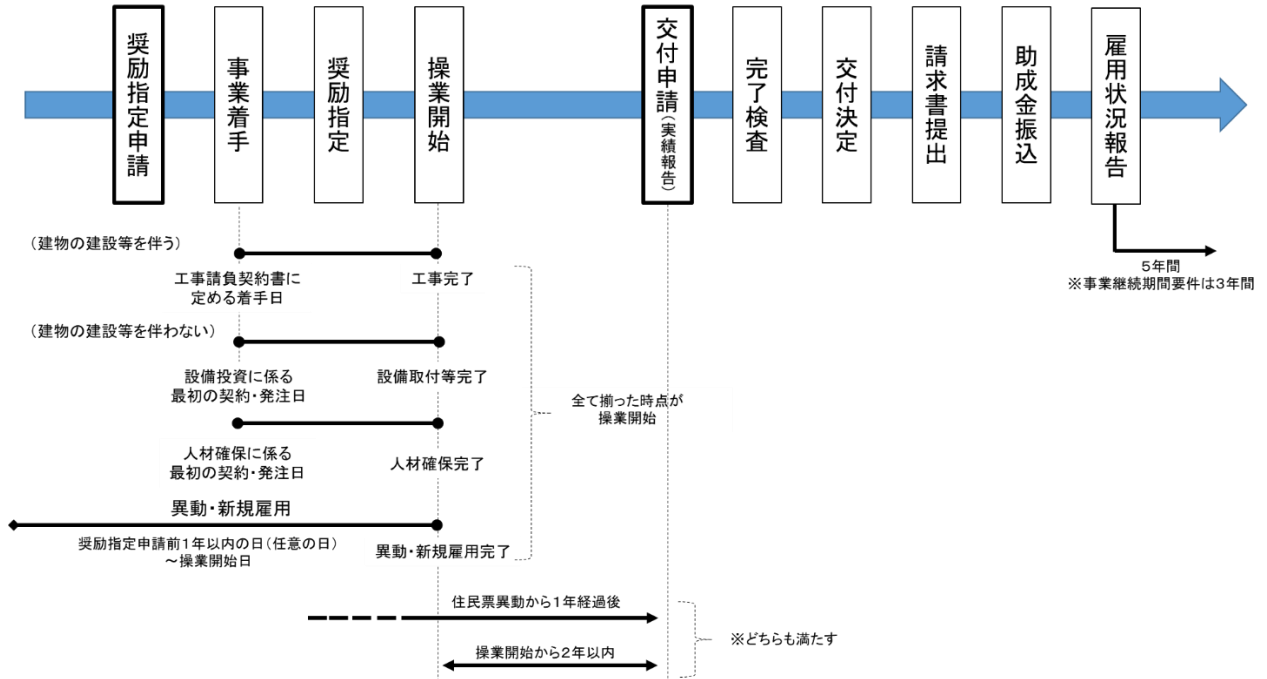 奨励指定申請
事業着手
奨励指定
操業開始
交付申請（実績報告）
完了検査
交付決定
請求書提出
助成金振込
雇用状況報告
（建物の建設等を伴う）
工事請負契約書に
定める着手日
工事完了
５年間
※事業継続期間要件は３年間
（建物の建設等を伴わない）
設備投資に係る
最初の契約・発注日
設備取付等完了
全て揃った時点が
操業開始
人材確保に係る
最初の契約・発注日
人材確保完了
異動・新規雇用
奨励指定申請前１年以内の日（任意の日）
～操業開始日
異動・新規雇用完了
住民票異動から１年経過後
※どちらも満たす
操業開始から２年以内